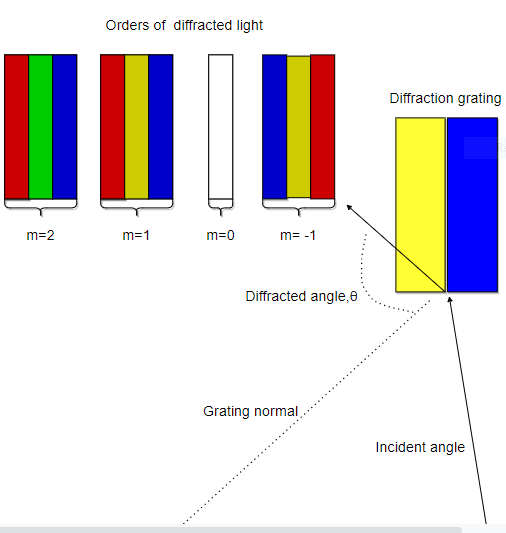 Orders of  diffracted light
Diffraction grating
m=2
m=1
m=0
m= -1
Diffracted angle,θ
Grating normal
Incident angle